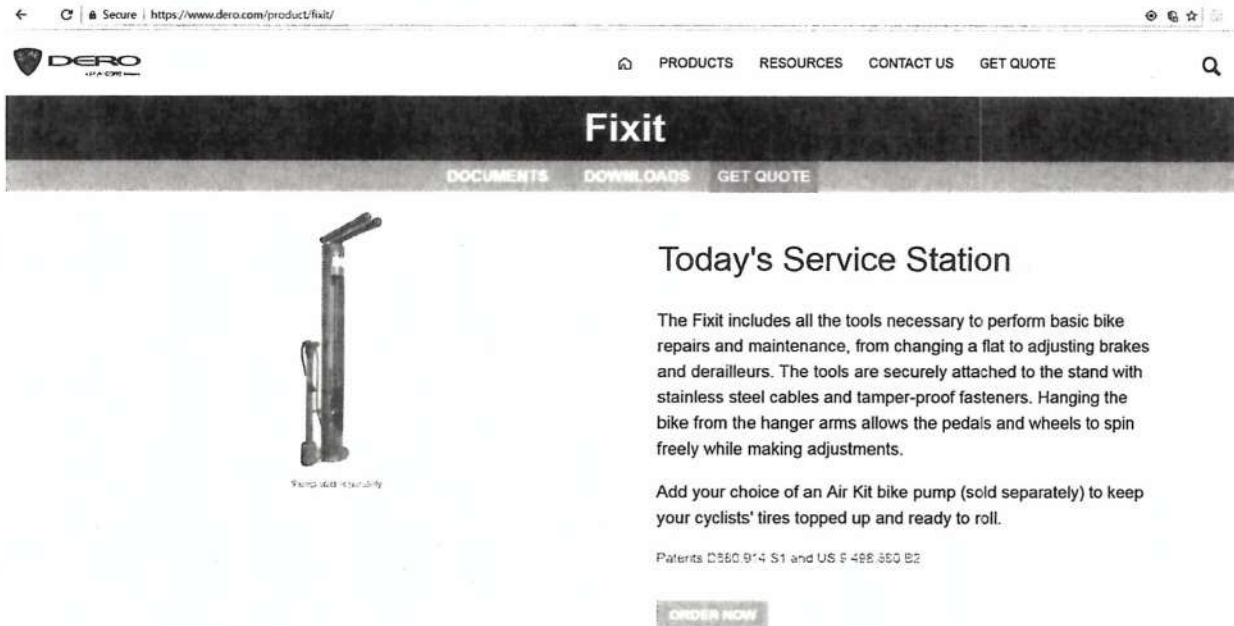 Secure | https://www.dero.com/product/fixit/
DERO
PRODUCTS RESOURCES CONTACT US GET QUOTE
Fixit
DOCUMENTS DOWNLOADS GET QUOTE
Today's Service Station
The Fixit includes all the tools necessary to perform basic bike
repairs and maintenance, from changing a flat to adjusting brakes
and derailleurs. The tools are securely attached to the stand with
stainless steel cables and tamper-proof fasteners. Hanging the
bike from the hanger arms allows the pedals and wheels to spin
freely while making adjustments.
Add your choice of an Air Kit bike pump (sold separately) to keep
your cyclists' tires topped up and ready to roll.
Patents S1 and US B2
ORDER NOW